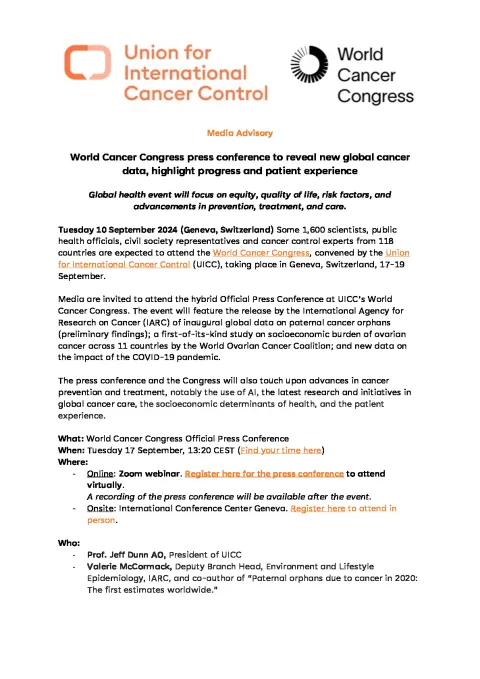 Union for
International
Cancer Control
World
Cancer
Congress
Media Advisory
World Cancer Congress press conference to reveal new global cancer
data, highlight progress and patient experience
Global health event will focus on equity, quality of life, risk factors, and
advancements in prevention, treatment, and care.
Tuesday 10 September 2024 (Geneva, Switzerland) Some 1,600 scientists, public
health officials, civil society representatives and cancer control experts from 118
countries are expected to attend the World Cancer Congress, convened by the Union
for International Cancer Control (UICC), taking place in Geneva, Switzerland, 17-19
September.
Media are invited to attend the hybrid Official Press Conference at UICC's World
Cancer Congress. The event will feature the release by the International Agency for
Research on Cancer (IARC) of inaugural global data on paternal cancer orphans
(preliminary findings); a first-of-its-kind study on socioeconomic burden of ovarian
cancer across 11 countries by the World Ovarian Cancer Coalition; and new data on
the impact of the COVID-19 pandemic.
The press conference and the Congress will also touch upon advances in cancer
prevention and treatment, notably the use of AI, the latest research and initiatives in
global cancer care, the socioeconomic determinants of health, and the patient
experience.
What: World Cancer Congress Official Press Conference
When: Tuesday 17 September, 13:20 CEST (Find your time here)
Where:
- Online: Zoom webinar. Register here for the press conference to attend
virtually.
A recording of the press conference will be available after the event.
- Onsite: International Conference Center Geneva. Register here to attend in
person.
Who:
- Prof. Jeff Dunn AO, President of UICC
- Valerie McCormack, Deputy Branch Head, Environment and Lifestyle
Epidemiology, IARC, and co-author of "Paternal orphans due to cancer in 2020:
The first estimates worldwide."